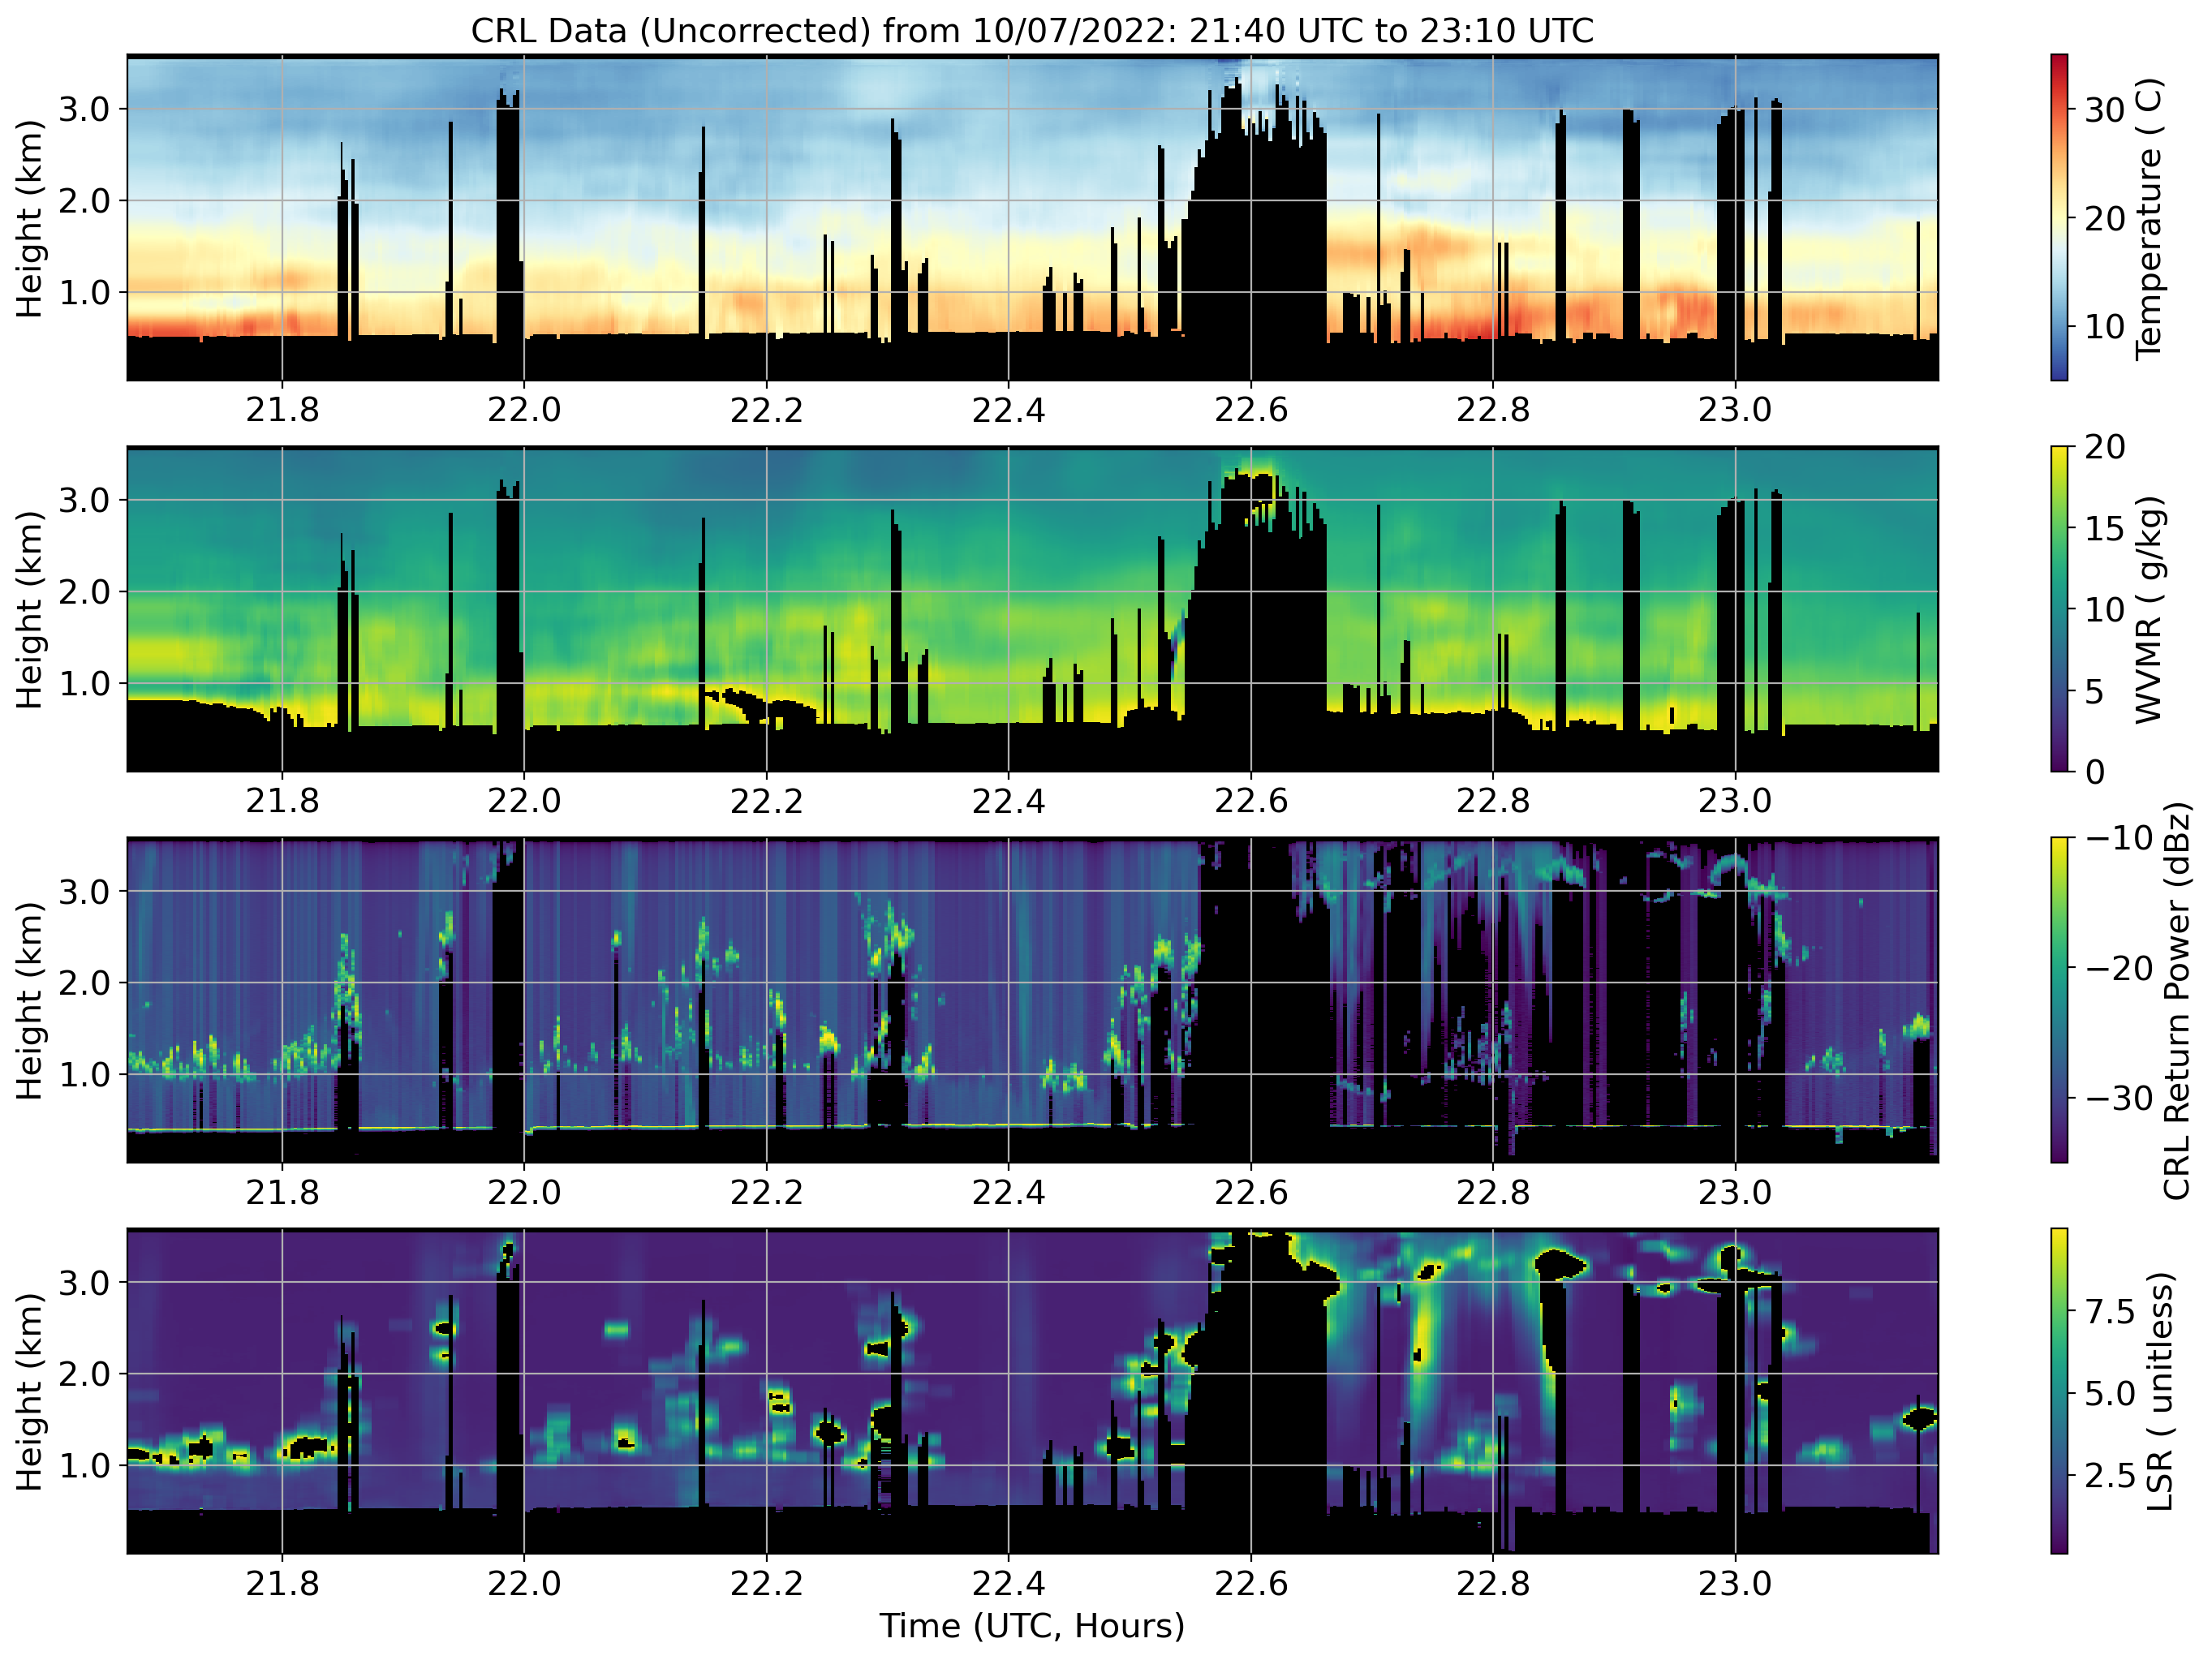 CRL Data (Uncorrected) from 10/07/2022: 21:40 UTC to 23:10 UTC
Height (km)
3.0
2.0
1.0
21.8 22.0 22.2 22.4 22.6 22.8 23.0
30
20
10
Temperature ( C)
Height (km)
3.0
2.0
1.0
21.8 22.0 22.2 22.4 22.6 22.8 23.0
20
15
10
5
0
WVMR ( g/kg)
Height (km)
3.0
2.0
1.0
21.8 22.0 22.2 22.4 22.6 22.8 23.0
−10
−20
−30
CRL Return Power (dBz)
Height (km)
3.0
2.0
1.0
21.8 22.0 22.2 22.4 22.6 22.8 23.0
7.5
5.0
2.5
LSR ( unitless)
Time (UTC, Hours)